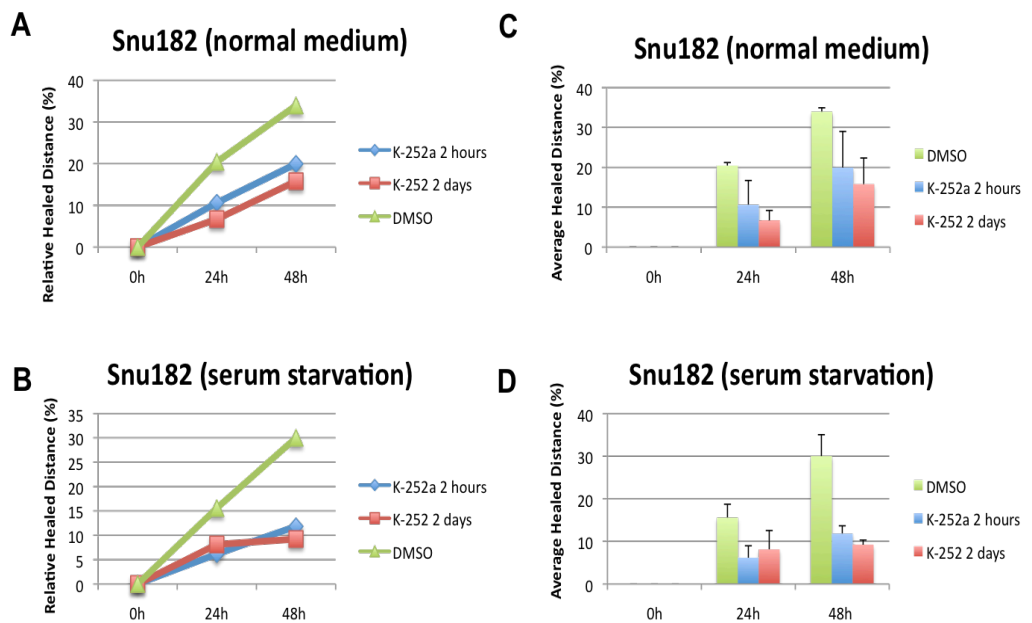 A
Snu182 (normal medium)
Relative Healed Distance (%)
40
30
20
10
0
0h 24h 48h
K-252a 2 hours
K-252 2 days
DMSO
C
Snu182 (normal medium)
Average Healed Distance (%)
40
30
20
10
0
0h 24h 48h
DMSO
K-252a 2 hours
K-252 2 days
B
Snu182 (serum starvation)
Relative Healed Distance (%)
35
30
25
20
15
10
5
0
0h 24h 48h
K-252a 2 hours
K-252 2 days
DMSO
D
Snu182 (serum starvation)
Average Healed Distance (%)
40
30
20
10
0
0h 24h 48h
DMSO
K-252a 2 hours
K-252 2 days